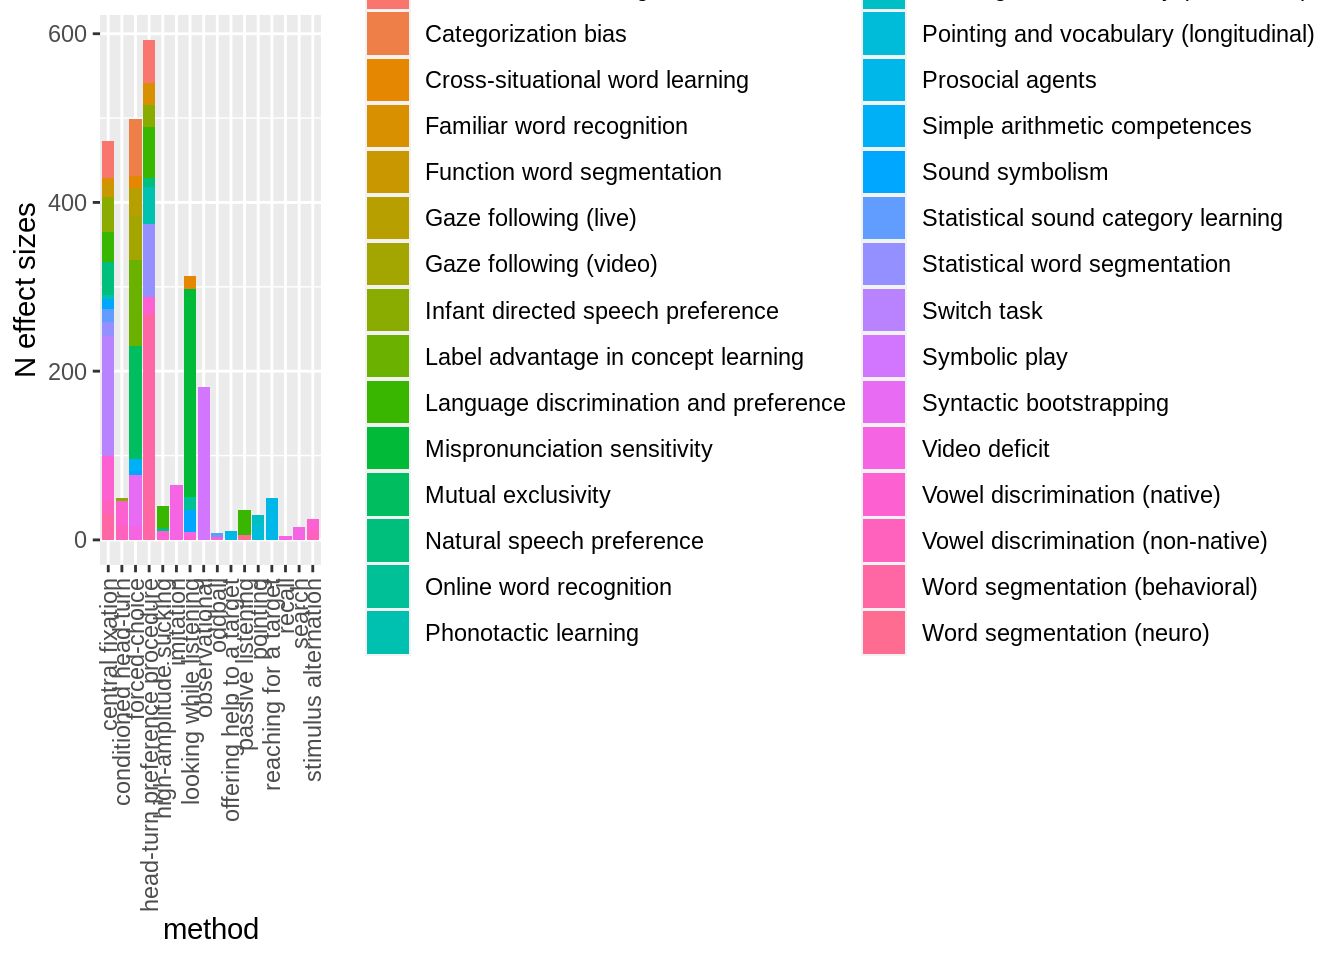 600
400
200
0
N effect sizes
central fixation
conditioned head-turn
forced-choice
head-turn preference procedure
high-amplitude sucking
imitation
looking while listening
observational
oddball
offering help to a target
passive listening
pointing
reaching for a target
recall
search
stimulus alternation
method
Categorization bias
Cross-situational word learning
Familiar word recognition
Function word segmentation
Gaze following (live)
Gaze following (video)
Infant directed speech preference
Label advantage in concept learning
Language discrimination and preference
Mispronunciation sensitivity
Mutual exclusivity
Natural speech preference
Online word recognition
Phonotactic learning
Pointing and vocabulary (longitudinal)
Prosocial agents
Simple arithmetic competences
Sound symbolism
Statistical sound category learning
Statistical word segmentation
Switch task
Symbolic play
Syntactic bootstrapping
Video deficit
Vowel discrimination (native)
Vowel discrimination (non-native)
Word segmentation (behavioral)
Word segmentation (neuro)